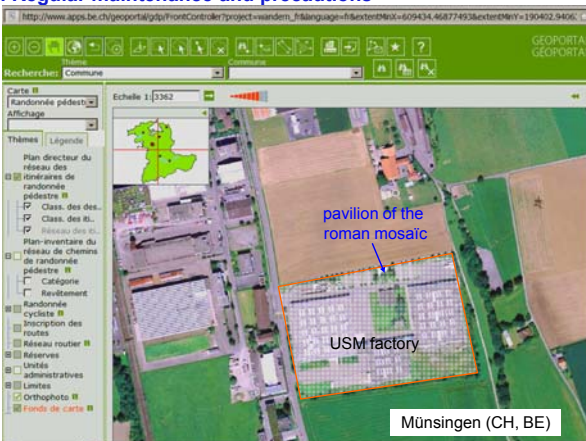 . Regular maintenance and precautions
http://www.apps.be.ch/geoportal/gdp/FrontController?project=wandem_fr&language=fr&extentMinX=609434.46877493&extentMinY=190402.9406
GEOPORTA
GÉOPORTA
Thème
Commune
Recherche: Commune
Carte
Echelle 1: 3362
Randonnée pédest
Affichage
Thèmes
Légende
Plan directeur du
réseau des
itinéraires de
randonnée
pédestre
Class. des des..
Class. des iti..
Réseau des iti..
Plan-inventaire du
réseau de chemins
de randonnée
pédestre
Catégorie
Revêtement
Randonnée
cycliste
Inscription des
routes
Réseau routier
Réserves
Unités
administratives
Limites
Orthophoto
Fonds de carte
pavilion of the
roman mosaïc
USM factory
Münsingen (CH, BE)